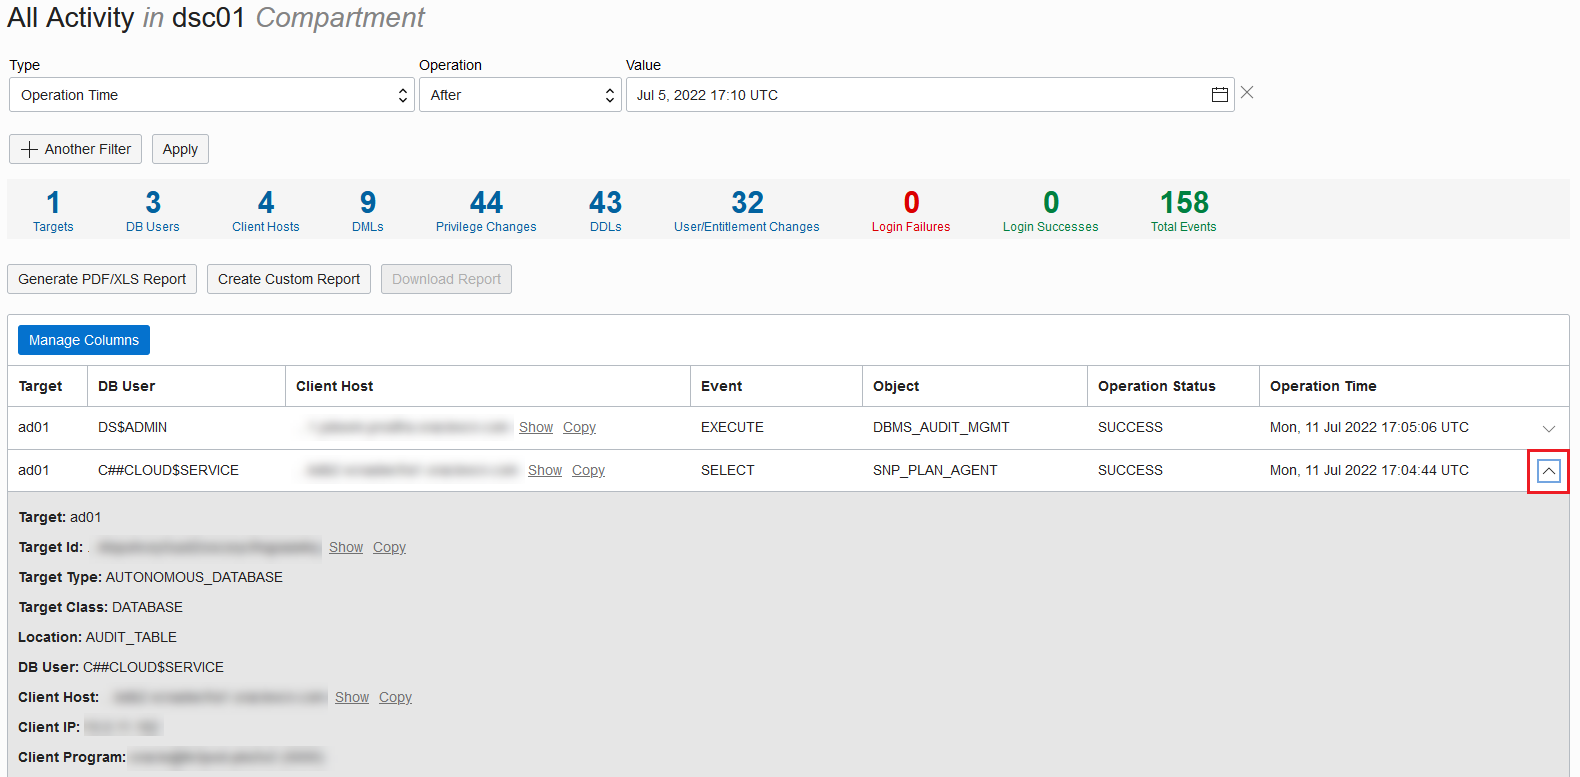 All Activity in dsc01 Compartment
Type Operation Value
Operation Time After Jul 5, 2022 17:10 UTC
Another Filter Apply
1 3 4 9 44 43 32 0 0 158
Targets DB Users Client Hosts DMLs Privilege Changes DDLs User/Entitlement Changes Login Failures Login Successes Total Events
Generate PDF/XLS Report Create Custom Report Download Report
Manage Columns
Target DB User Client Host Event Object Operation Status Operation Time
ad01 DS$ADMIN Show Copy EXECUTE DBMS_AUDIT_MGMT SUCCESS Mon, 11 Jul 2022 17:05:06 UTC
ad01 C##CLOUD$SERVICE Show Copy SELECT SNP_PLAN_AGENT SUCCESS Mon, 11 Jul 2022 17:04:44 UTC
Target: ad01
Target Id: Show Copy
Target Type: AUTONOMOUS_DATABASE
Target Class: DATABASE
Location: AUDIT_TABLE
DB User: C##CLOUD$SERVICE
Client Host: Show Copy
Client IP:
Client Program: